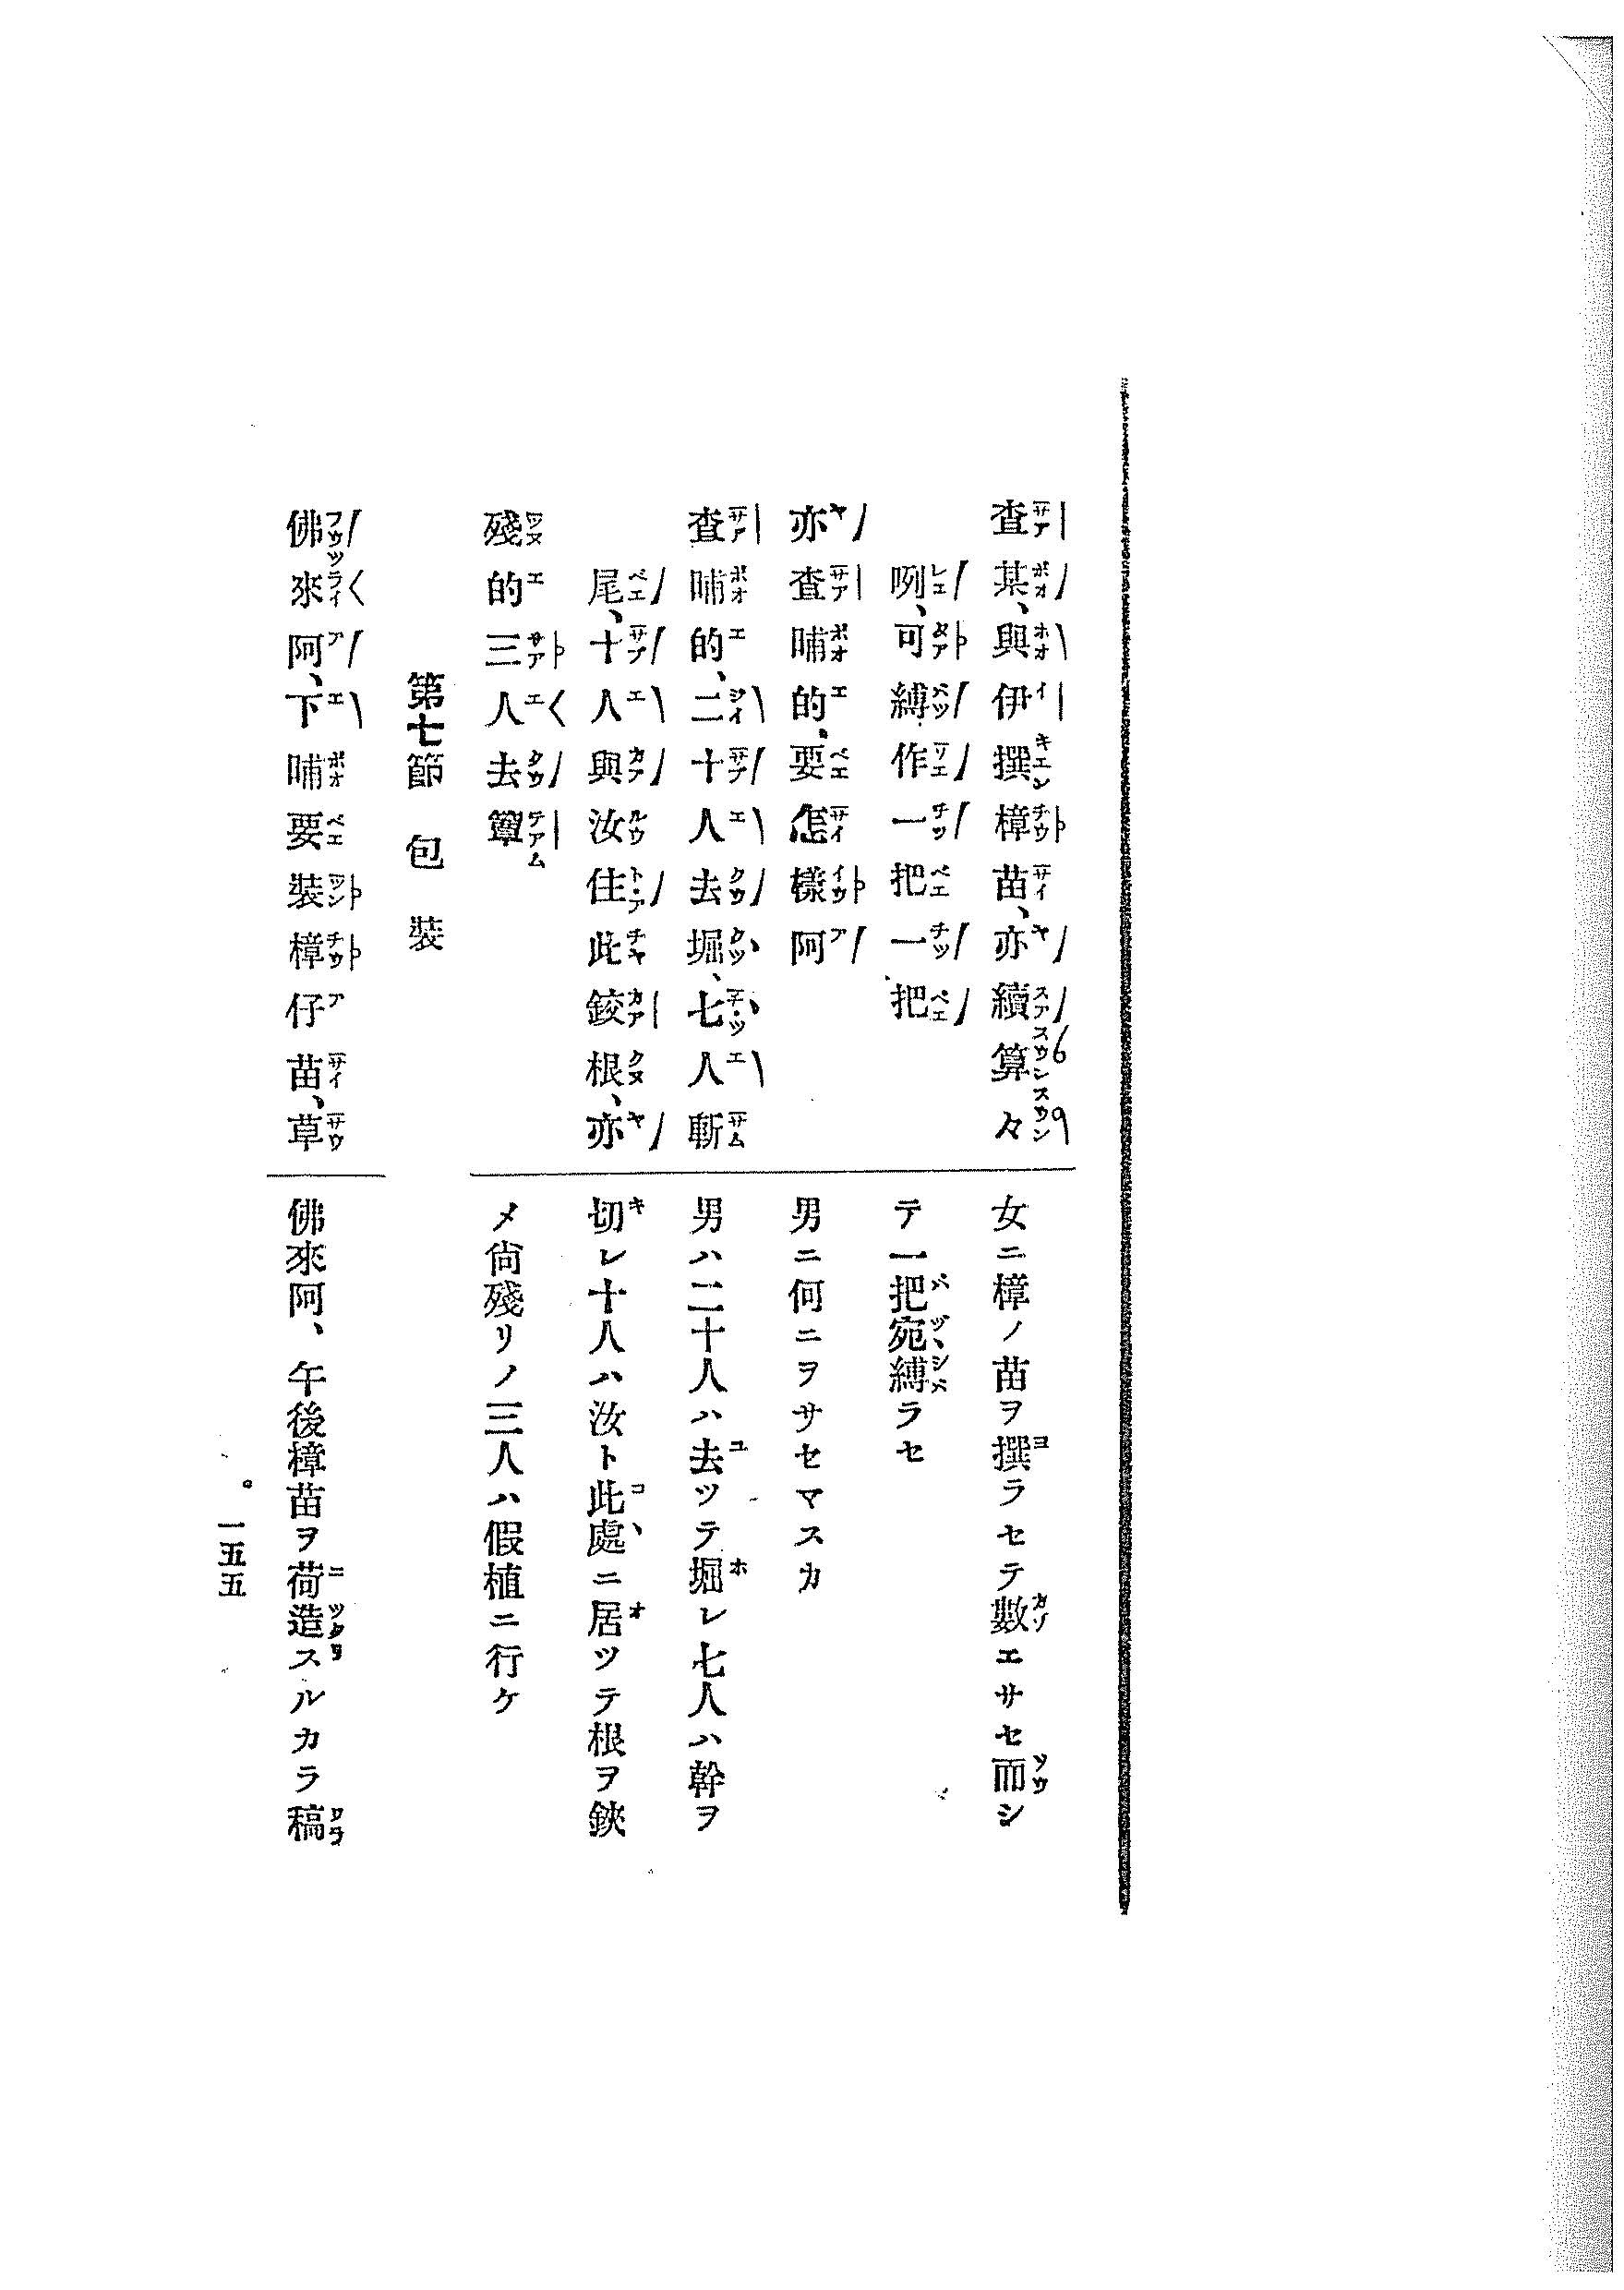 查某、與伊撰樟苗、亦續算々
咧、可縛作一把一把
亦查哺的、要怎樣阿
查哺的、二十人去堀、七人斬
尾、十人與汝住此鉸根、亦
殘的三人去簟
女ニ樟ノ苗ヲ撰ラセテ數エサセ而シ
テ一把宛縛ラセ
男ニ何ニヲサセマスカ
男ハ二十人ハ去ツテ堀レ七人ハ幹ヲ
切レ十人ハ汝ト此處ニ居ツテ根ヲ鋏
メ尙殘リノ三人ハ假植ニ行ケ
第七節 包裝
佛來阿、下哺要裝樟仔苗、草
佛來阿、午後樟苗ヲ荷造スルカラ稿
一五五